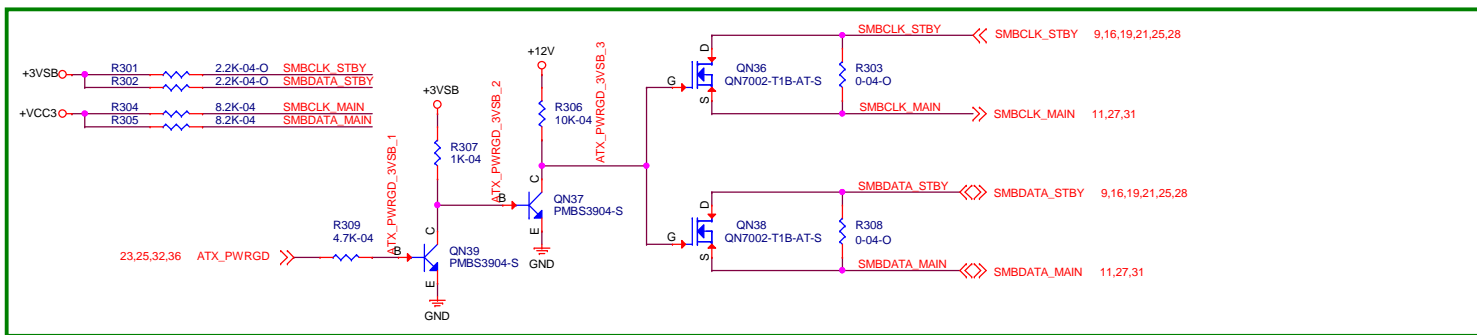 +3VSB
R301 2.2K-04-O SMBCLK_STBY
R302 2.2K-04-O SMBDATA_STBY
+VCC3
R304 8.2K-04 SMBCLK_MAIN
R305 8.2K-04 SMBDATA_MAIN
23,25,32,36 ATX_PWRGD
R309
4.7K-04
ATX_PWRGD_3VSB_1
+3VSB
R307
1K-04
B
C
E
QN39
PMBS3904-S
GND
ATX_PWRGD_3VSB_2
+12V
R306
10K-04
B
C
E
QN37
PMBS3904-S
GND
ATX_PWRGD_3VSB_3
G
D
S
QN36
QN7002-T1B-AT-S
SMBCLK_STBY
R303
0-04-O
SMBCLK_MAIN
SMBCLK_STBY 9,16,19,21,25,28
SMBCLK_MAIN 11,27,31
G
D
S
QN38
QN7002-T1B-AT-S
SMBDATA_STBY
R308
0-04-O
SMBDATA_MAIN
SMBDATA_STBY 9,16,19,21,25,28
SMBDATA_MAIN 11,27,31